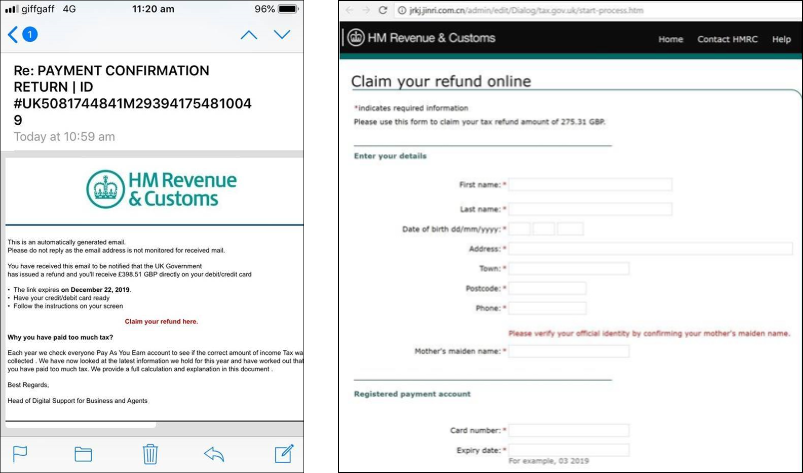 giffgaff 4G 11:20 am 96%
1
Re: PAYMENT CONFIRMATION
RETURN | ID
#UK5081744841M29394175481004
9
Today at 10:59 am
HM Revenue
& Customs
This is an automatically generated email.
Please do not reply as the email address is not monitored for received mail.
You have received this email to be notified that the UK Government
has issued a refund and you'll receive £398.51 GBP directly on your debit/credit card
• The link expires on December 22, 2019.
• Have your credit/debit card ready
• Follow the instructions on your screen
Claim your refund here.
Why you have paid too much tax?
Each year we check everyone Pay As You Earn account to see if the correct amount of income Tax wa
collected . We have now looked at the latest information we hold for this year and have worked out that
you have paid too much tax. We provide a full calculation and explanation in this document .
Best Regards,
Head of Digital Support for Business and Agents
jrkj.jinri.com.cn/admin/edit/Dialog/tax.gov.uk/start-process.htm
HM Revenue & Customs
Home Contact HMRC Help
Claim your refund online
*indicates required information
Please use this form to claim your tax refund amount of 275.31 GBP.
Enter your details
First name: *
Last name: *
Date of birth dd/mm/yyyy: *
Address: *
Town: *
Postcode: *
Phone: *
Please verify your official identity by confirming your mother's maiden name.
Mother's maiden name: *
Registered payment account
Card number: *
Expiry date: *
For example, 03 2019